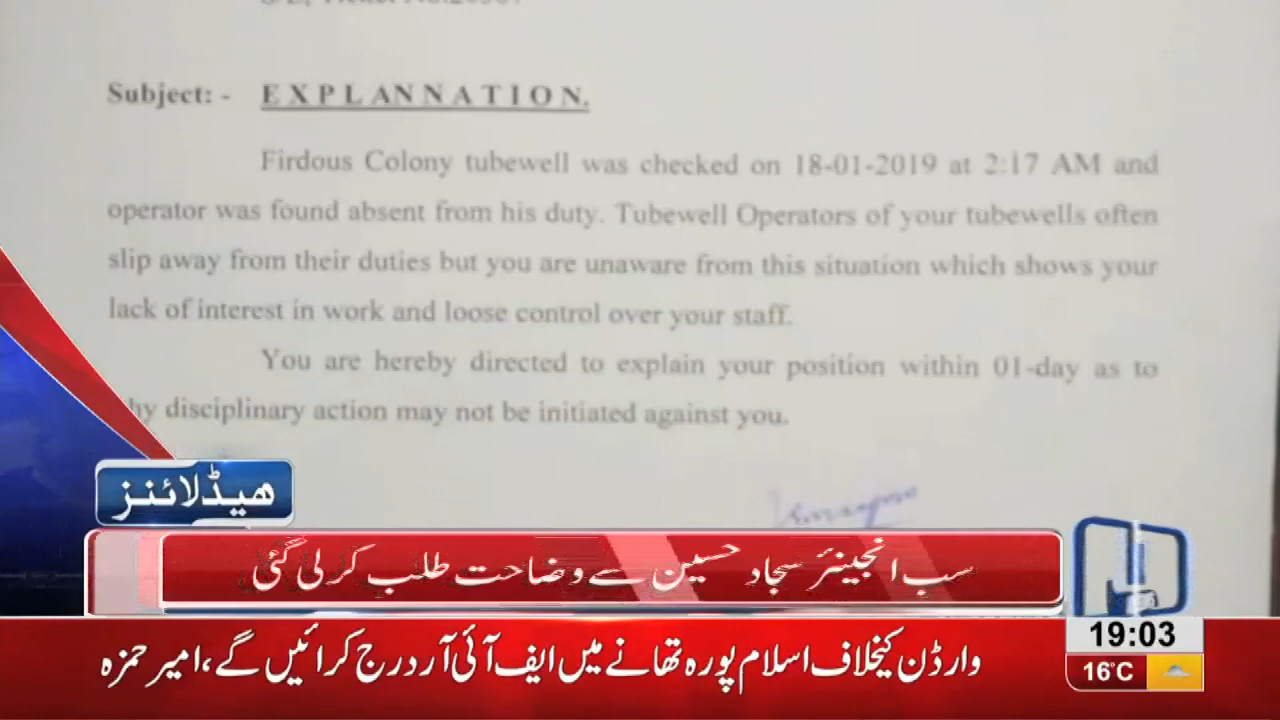 Subject: - EXPLANNATION.
Firdous Colony tubewell was checked on 18-01-2019 at 2:17 AM and
operator was found absent from his duty. Tubewell Operators of your tubewells often
slip away from their duties but you are unaware from this situation which shows your
lack of interest in work and loose control over your staff.
You are hereby directed to explain your position within 01-day as to
hy disciplinary action may not be initiated against you.
ھیڈلائنز
سب انجینئر سجاد حسین سے وضاحت طلب کرلی گئی
وارڈن کیخلاف اسلام پورہ تھانے میں ایف آئی آر درج کرائیں گے، امیر حمزہ
19:03
16°C